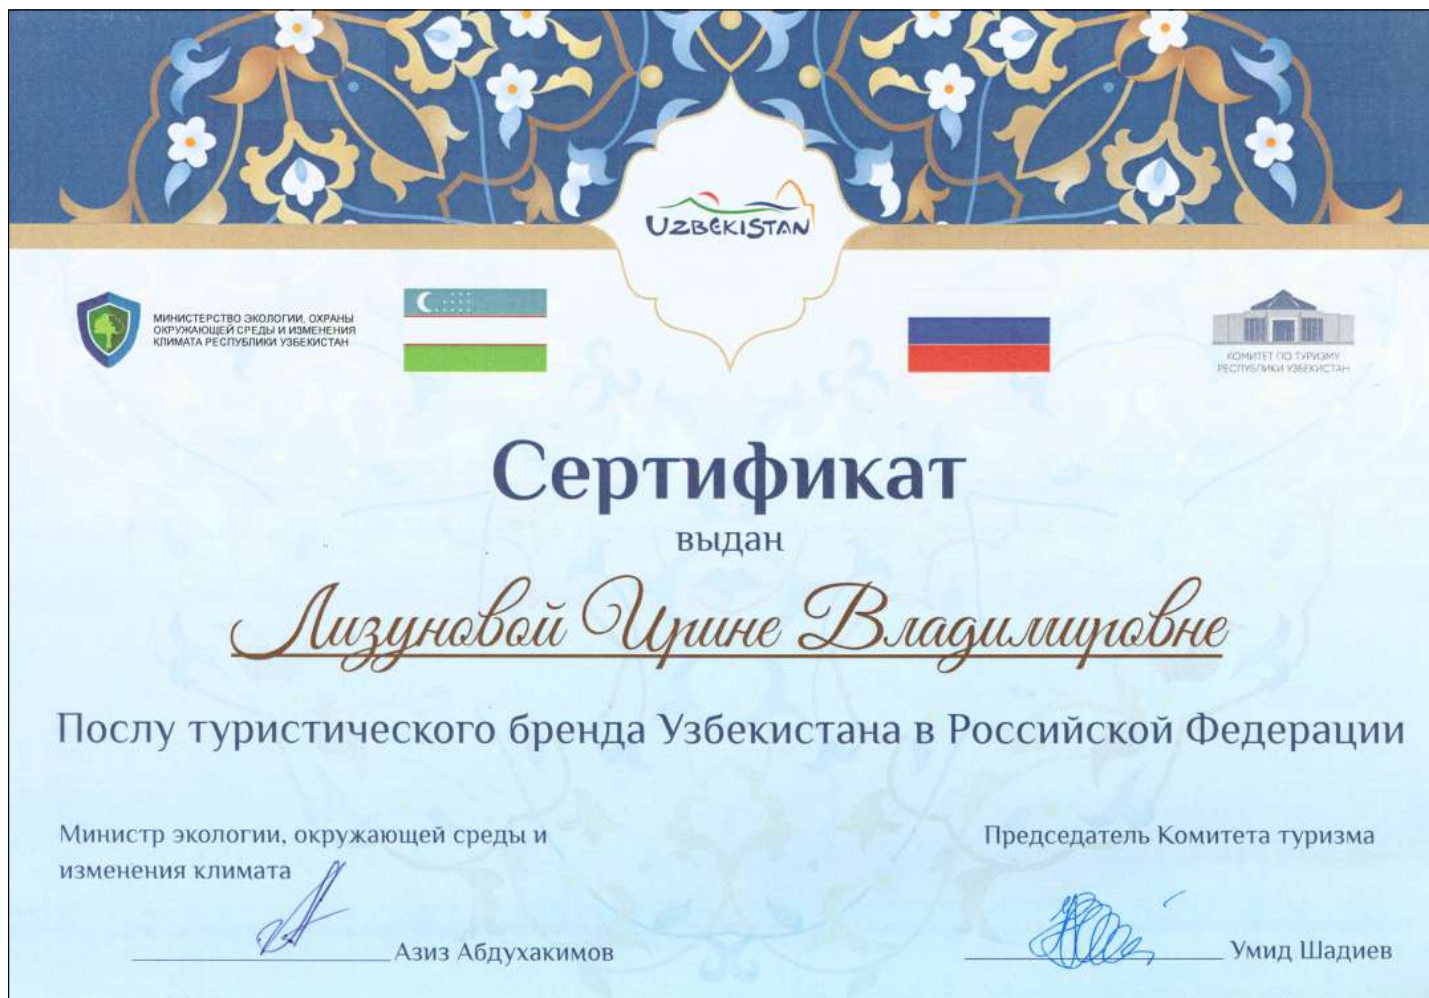 UZBEKISTAN
МИНИСТЕРСТВО ЭКОЛОГИИ, ОХРАНЫ
ОКРУЖАЮЩЕЙ СРЕДЫ И ИЗМЕНЕНИЯ
КЛИМАТА РЕСПУБЛИКИ УЗБЕКИСТАН
КОМИТЕТ ПО ТУРИЗМУ
РЕСПУБЛИКИ УЗБЕКИСТАН
Сертификат
выдан
Лизуновой Ирине Владимировне
Послу туристического бренда Узбекистана в Российской Федерации
Министр экологии, окружающей среды и
изменения климата
Азиз Абдухакимов
Председатель Комитета туризма
Умид Шадиев